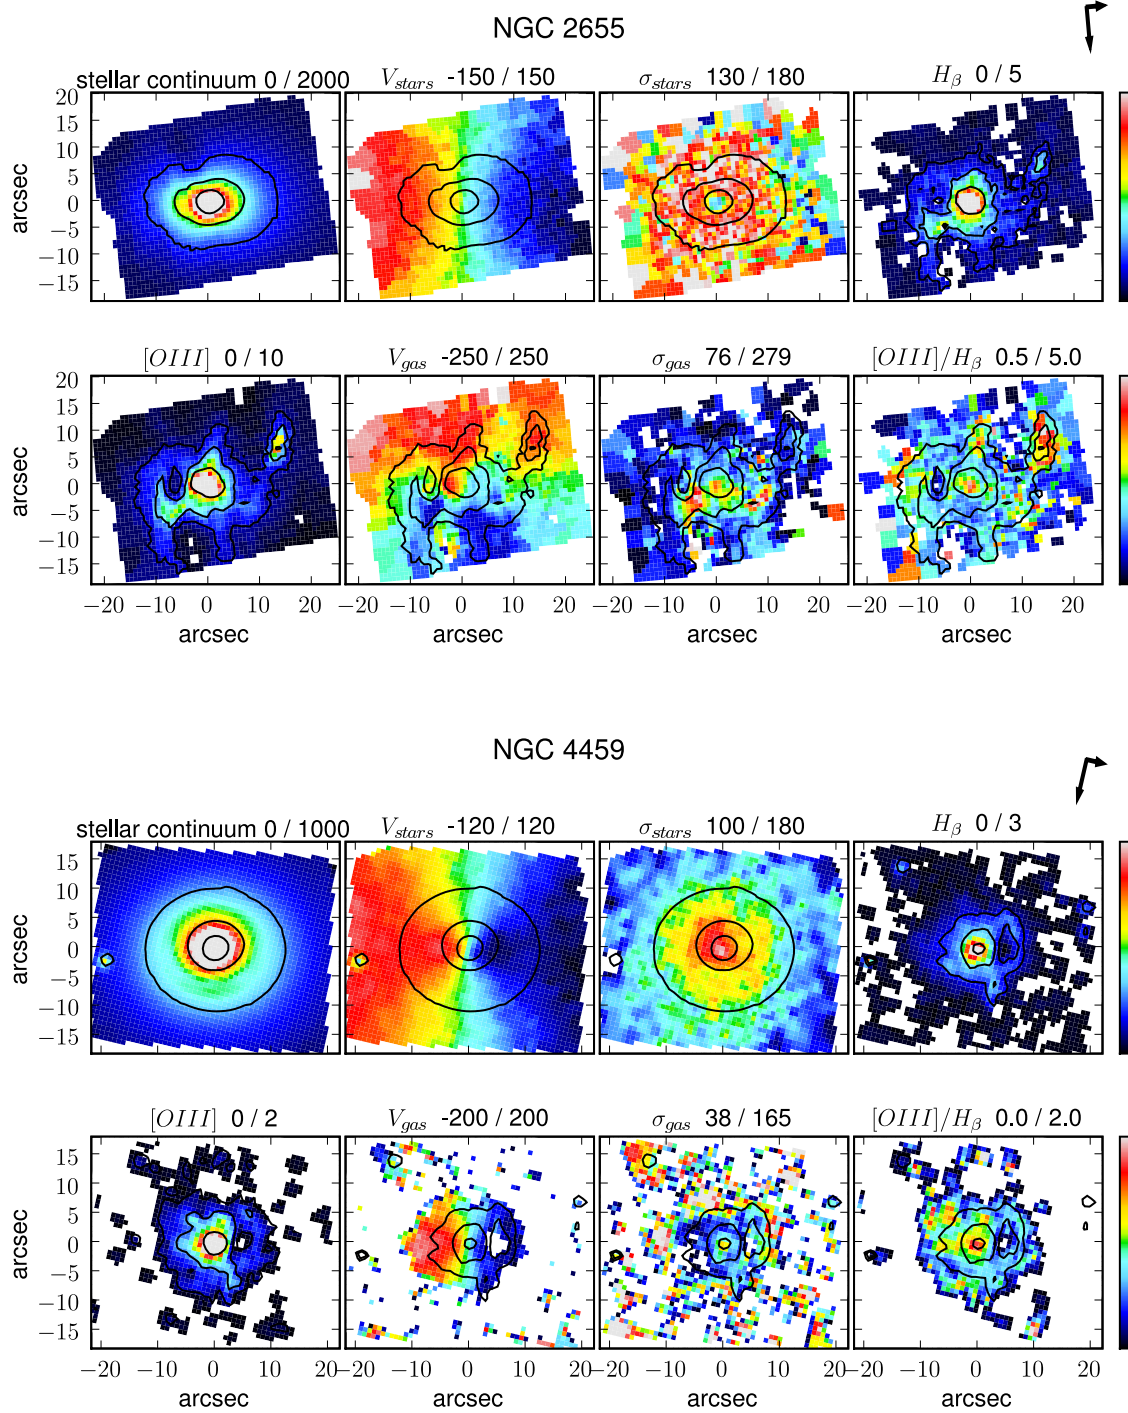 NGC 2655
stellar continuum 0 / 2000 V_stars -150 / 150 σ_stars 130 / 180 H_β 0 / 5
20
15
10
5
0
−5
−10
−15
arcsec
[OIII] 0 / 10 V_gas -250 / 250 σ_gas 76 / 279 [OIII]/H_β 0.5 / 5.0
20
15
10
5
0
−5
−10
−15
arcsec
−20 −10 0 10 20 −20 −10 0 10 20 −20 −10 0 10 20 −20 −10 0 10 20
arcsec arcsec arcsec arcsec
NGC 4459
stellar continuum 0 / 1000 V_stars -120 / 120 σ_stars 100 / 180 H_β 0 / 3
15
10
5
0
−5
−10
−15
arcsec
[OIII] 0 / 2 V_gas -200 / 200 σ_gas 38 / 165 [OIII]/H_β 0.0 / 2.0
15
10
5
0
−5
−10
−15
arcsec
−20 −10 0 10 20 −20 −10 0 10 20 −20 −10 0 10 20 −20 −10 0 10 20
arcsec arcsec arcsec arcsec